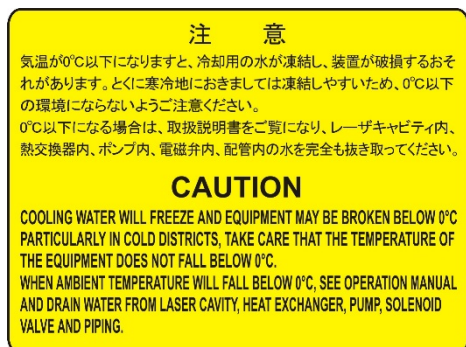 注 意
気温が0℃以下になりますと、冷却用の水が凍結し、装置が破損するおそ
れがあります。とくに寒冷地におきましては凍結しやすいため、0℃以下
の環境にならないようご注意ください。
0℃以下になる場合は、取扱説明書をご覧になり、レーザキャビティ内、
熱交換器内、ポンプ内、電磁弁内、配管内の水を完全も抜き取ってください。
CAUTION
COOLING WATER WILL FREEZE AND EQUIPMENT MAY BE BROKEN BELOW 0℃
PARTICULARLY IN COLD DISTRICTS, TAKE CARE THAT THE TEMPERATURE OF
THE EQUIPMENT DOES NOT FALL BELOW 0℃.
WHEN AMBIENT TEMPERATURE WILL FALL BELOW 0℃, SEE OPERATION MANUAL
AND DRAIN WATER FROM LASER CAVITY, HEAT EXCHANGER, PUMP, SOLENOID
VALVE AND PIPING.